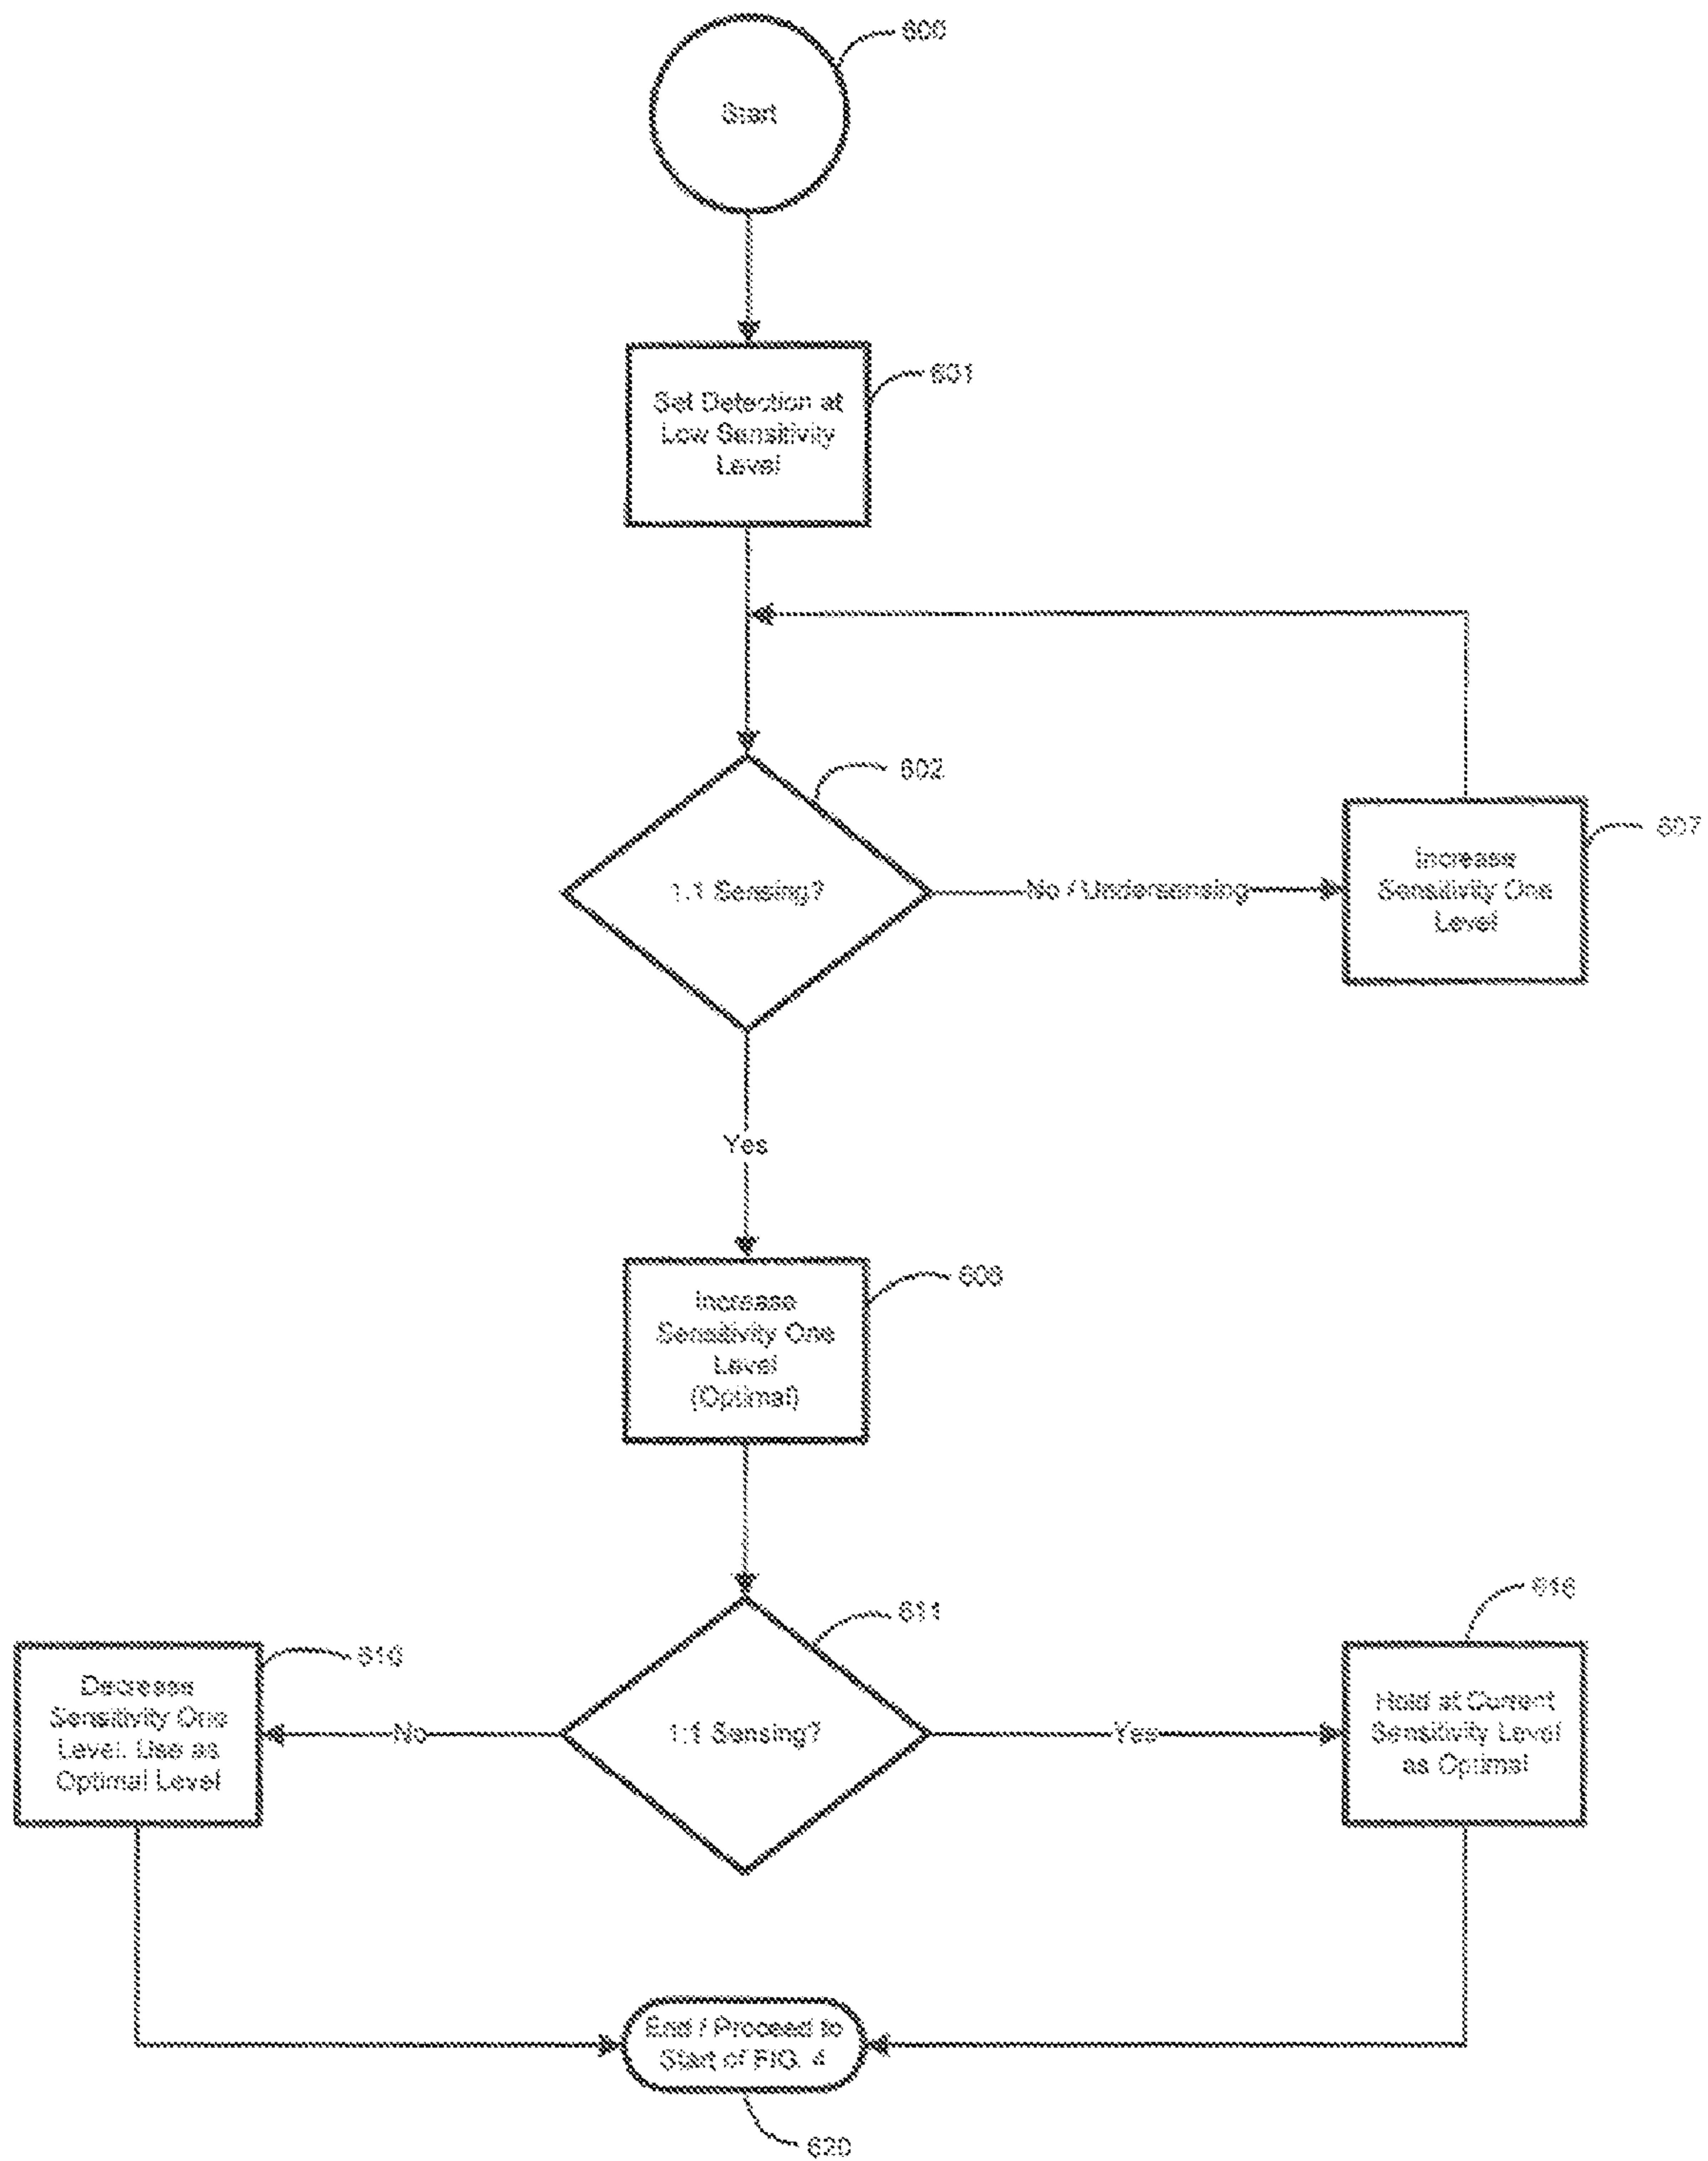 600
Start
601
Set Detection at
Low Sensitivity
Level
602
1:1 Sensing?
No / Undersensing
607
Increase
Sensitivity One
Level
Yes
Increase
Sensitivity One
Level
(Optimal)
611
1:1 Sensing?
No
Yes
Decrease
Sensitivity One
Level. Use as
Optimal Level
Hold at Current
Sensitivity Level
as Optimal
End / Proceed to
Start of FIG. 4
620